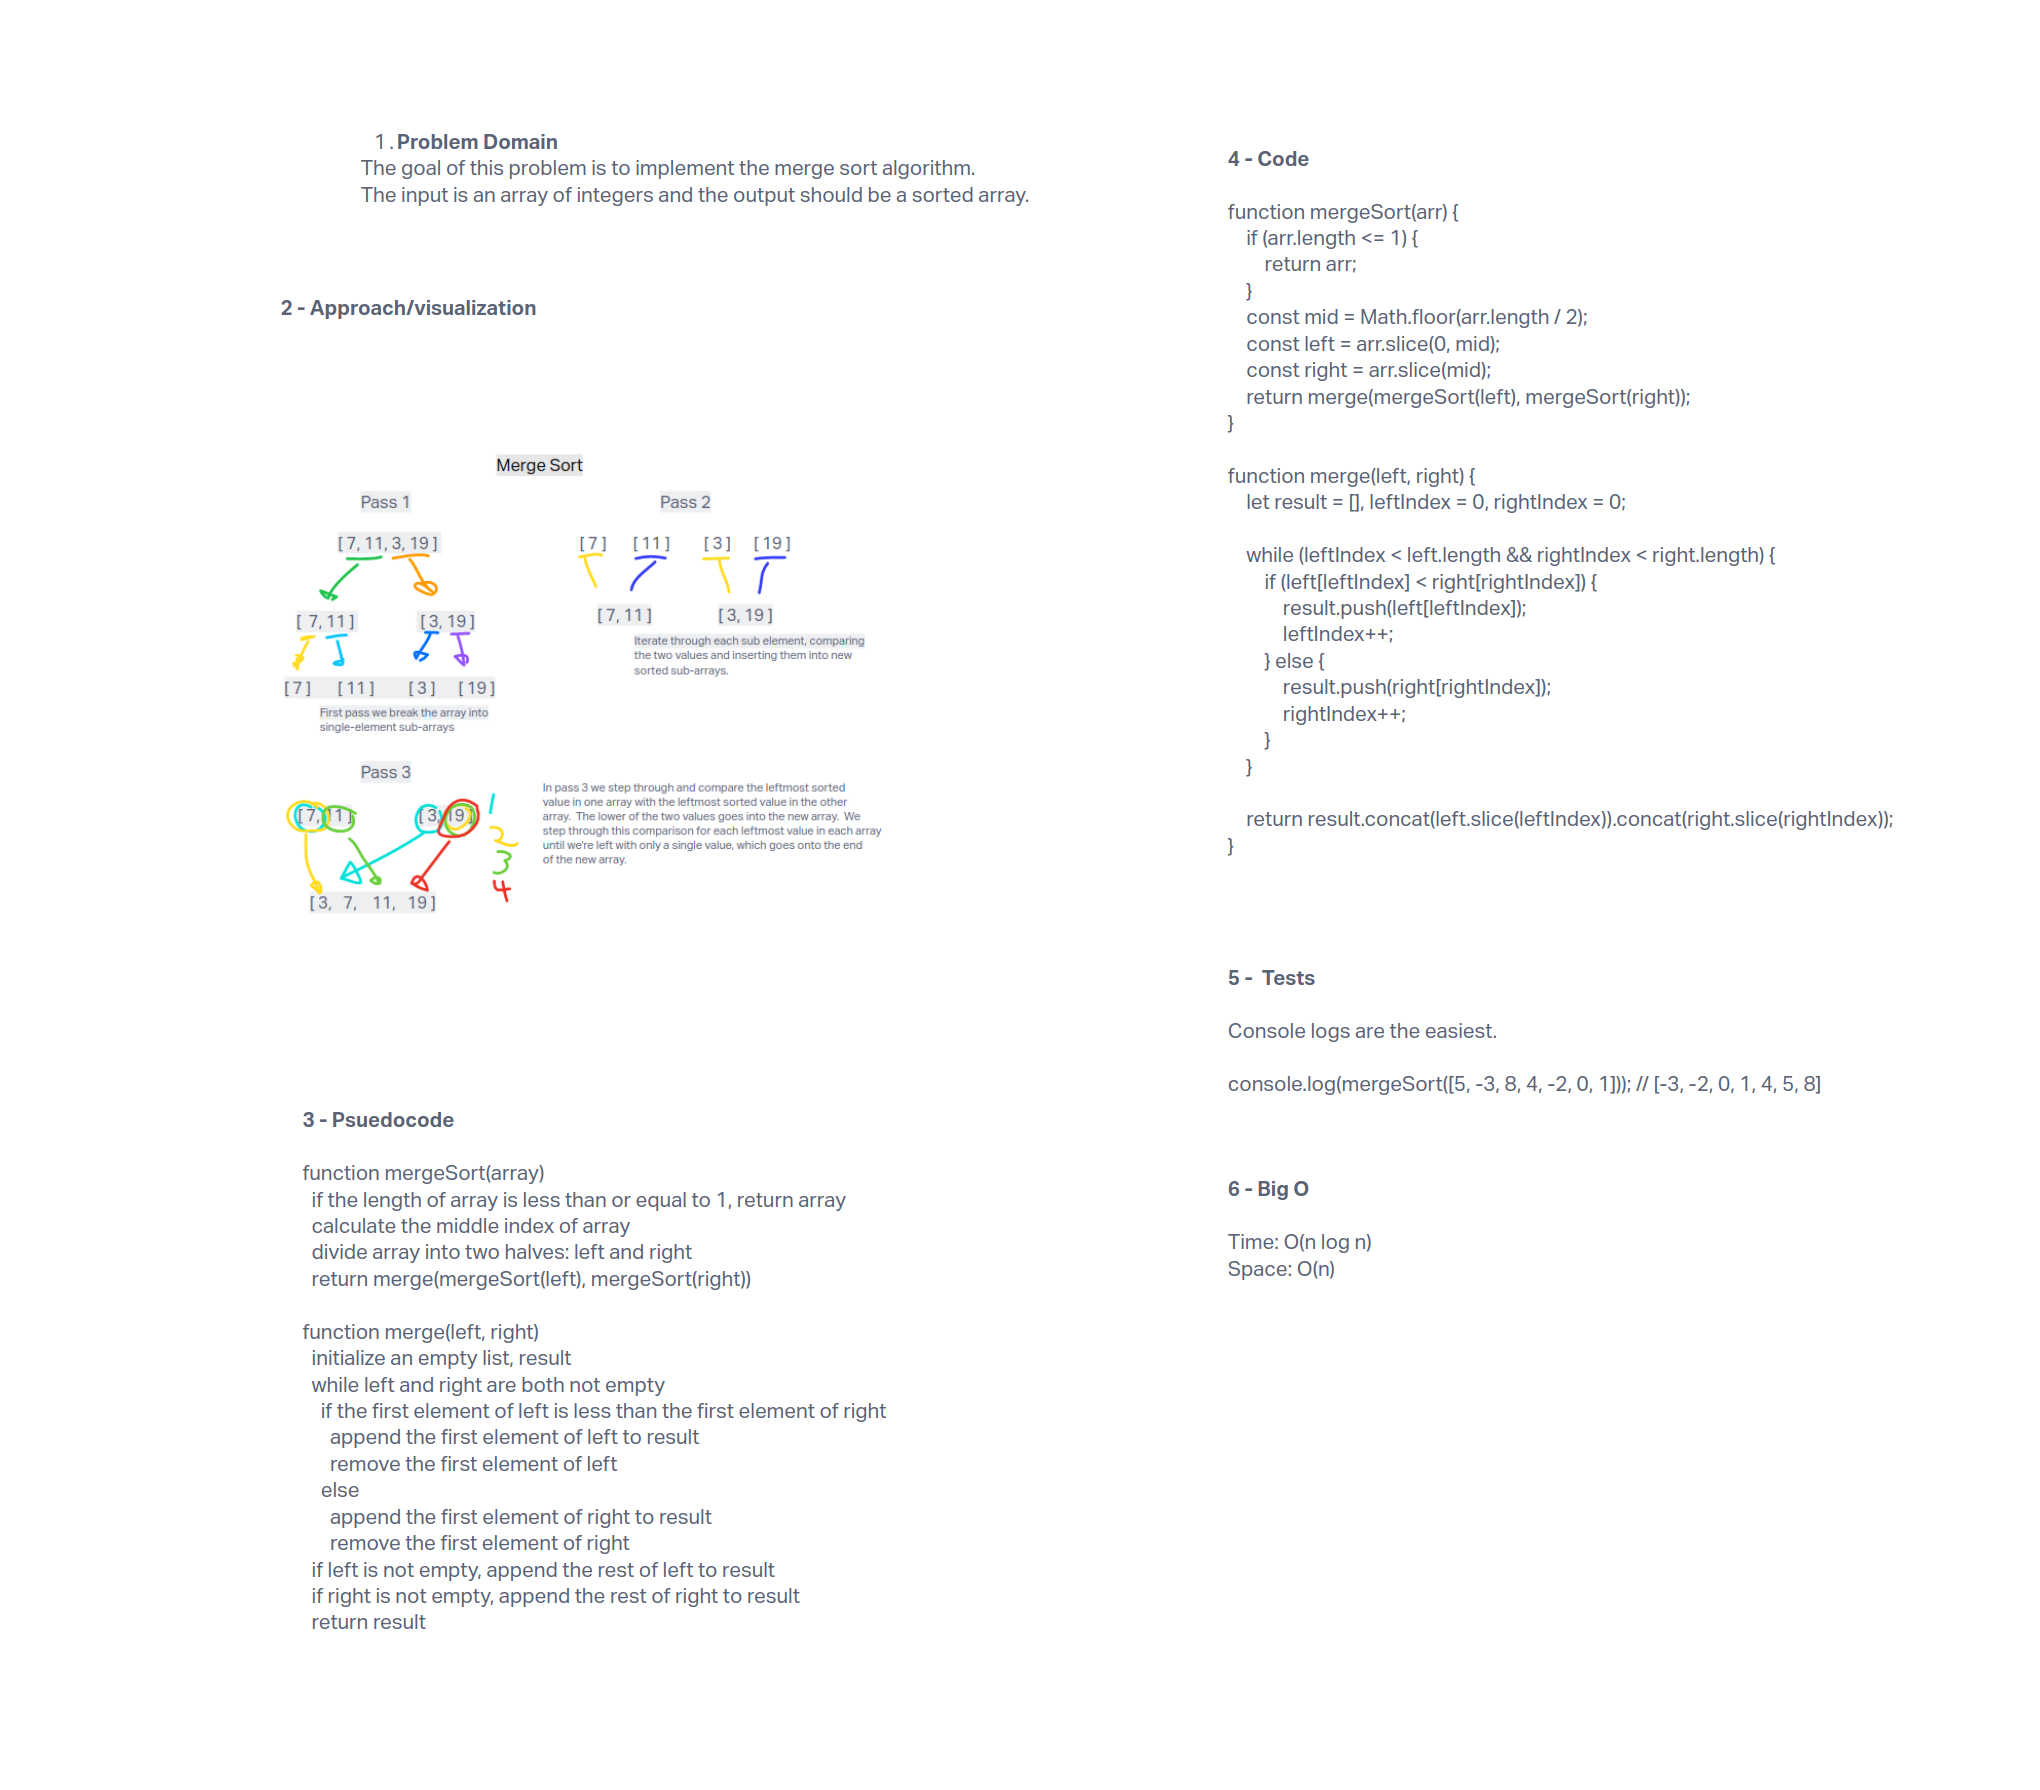 1. Problem Domain
The goal of this problem is to implement the merge sort algorithm.
The input is an array of integers and the output should be a sorted array.
2 - Approach/visualization
Merge Sort
Pass 1
[ 7, 11, 3, 19 ]
[ 7, 11 ] [ 3, 19 ]
[ 7 ] [ 11 ] [ 3 ] [ 19 ]
First pass we break the array into
single-element sub-arrays
Pass 2
[ 7 ] [ 11 ] [ 3 ] [ 19 ]
[ 7, 11 ] [ 3, 19 ]
Iterate through each sub element, comparing
the two values and inserting them into new
sorted sub-arrays.
Pass 3
[ 7, 11 ] [ 3, 19 ]
[ 3, 7, 11, 19 ]
1
2
3
4
In pass 3 we step through and compare the leftmost sorted
value in one array with the leftmost sorted value in the other
array. The lower of the two values goes into the new array. We
step through this comparison for each leftmost value in each array
until we're left with only a single value, which goes onto the end
of the new array.
3 - Psuedocode
function mergeSort(array)
if the length of array is less than or equal to 1, return array
calculate the middle index of array
divide array into two halves: left and right
return merge(mergeSort(left), mergeSort(right))
function merge(left, right)
initialize an empty list, result
while left and right are both not empty
if the first element of left is less than the first element of right
append the first element of left to result
remove the first element of left
else
append the first element of right to result
remove the first element of right
if left is not empty, append the rest of left to result
if right is not empty, append the rest of right to result
return result
4 - Code
function mergeSort(arr) {
if (arr.length <= 1) {
return arr;
}
const mid = Math.floor(arr.length / 2);
const left = arr.slice(0, mid);
const right = arr.slice(mid);
return merge(mergeSort(left), mergeSort(right));
}
function merge(left, right) {
let result = [], leftIndex = 0, rightIndex = 0;
while (leftIndex < left.length && rightIndex < right.length) {
if (left[leftIndex] < right[rightIndex]) {
result.push(left[leftIndex]);
leftIndex++;
} else {
result.push(right[rightIndex]);
rightIndex++;
}
}
return result.concat(left.slice(leftIndex)).concat(right.slice(rightIndex));
}
5 - Tests
Console logs are the easiest.
console.log(mergeSort([5, -3, 8, 4, -2, 0, 1])); // [-3, -2, 0, 1, 4, 5, 8]
6 - Big O
Time: O(n log n)
Space: O(n)